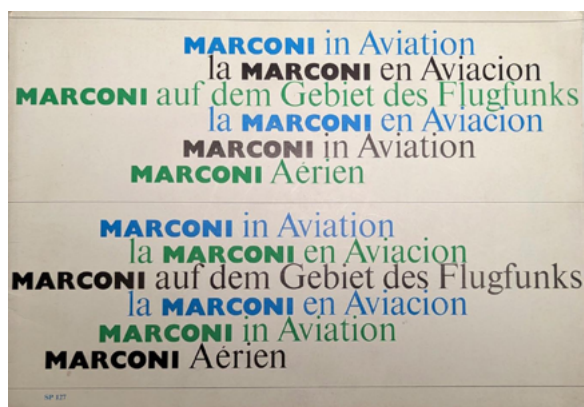 MARCONI in Aviation
la MARCONI en Aviacion
MARCONI auf dem Gebiet des Flugfunks
la MARCONI en Aviacion
MARCONI in Aviation
MARCONI Aérien
MARCONI in Aviation
la MARCONI en Aviacion
MARCONI auf dem Gebiet des Flugfunks
la MARCONI en Aviacion
MARCONI in Aviation
MARCONI Aérien
SP 127